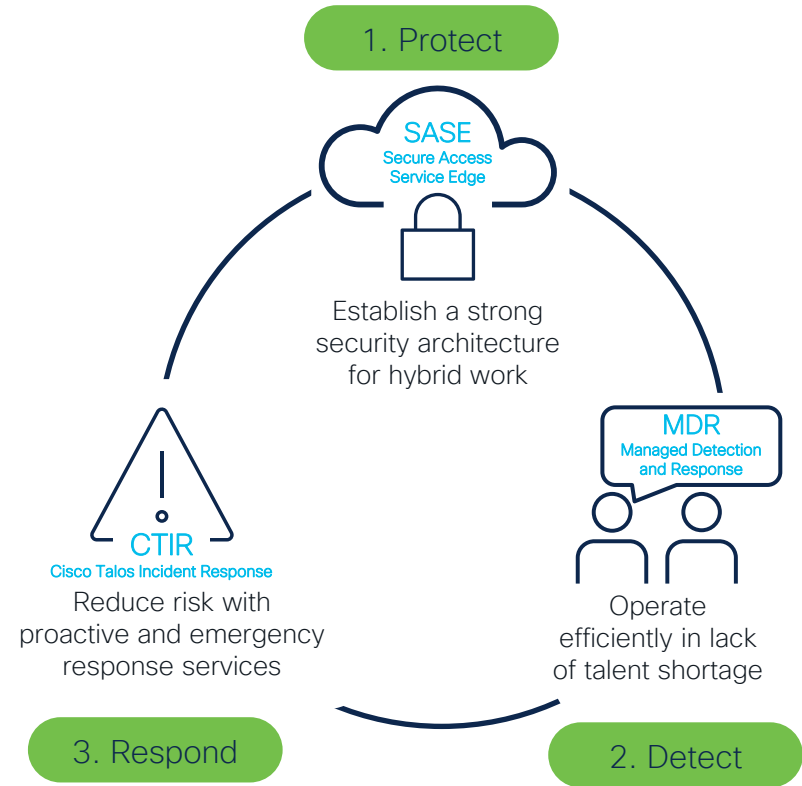 1. Protect
SASE
Secure Access
Service Edge
Establish a strong
security architecture
for hybrid work
MDR
Managed Detection
and Response
Operate
efficiently in lack
of talent shortage
2. Detect
CTIR
Cisco Talos Incident Response
Reduce risk with
proactive and emergency
response services
3. Respond